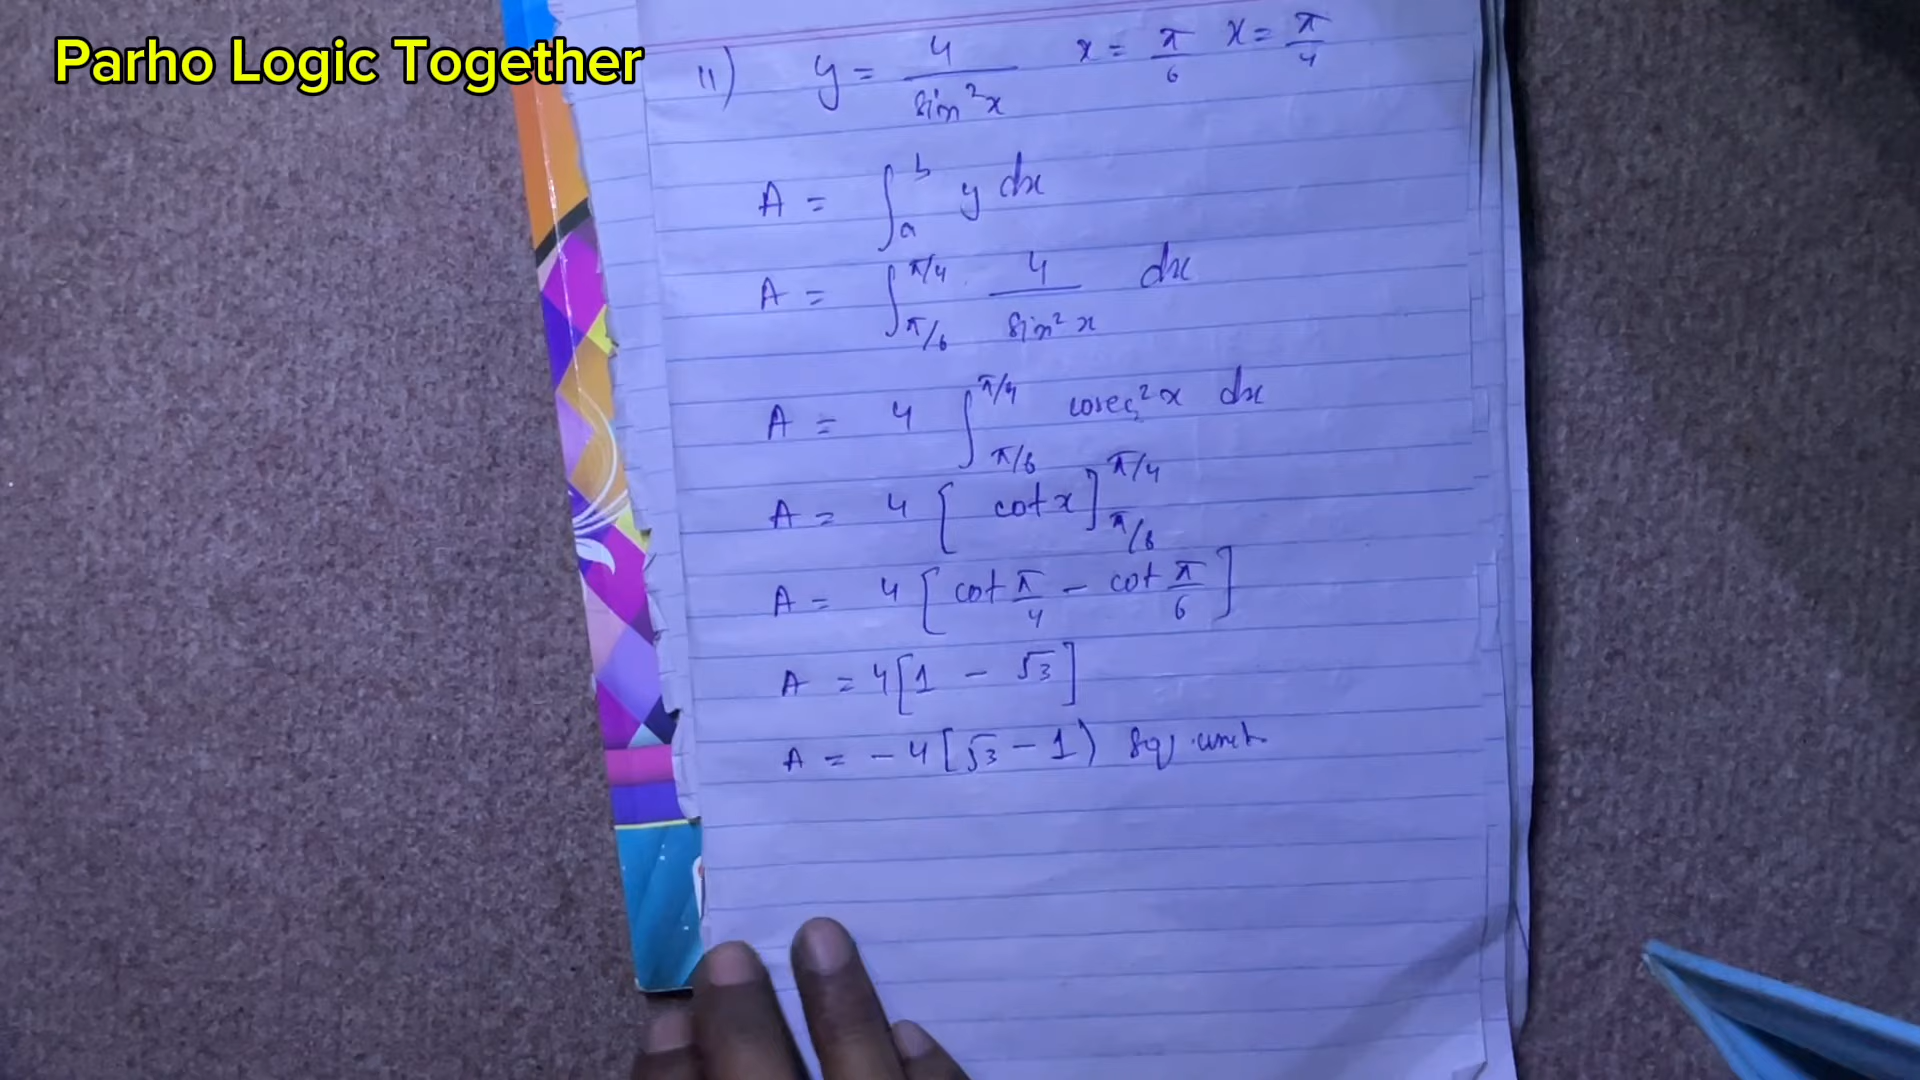 Parho Logic Together
11) y = 4/sin²x x = π/6 x = π/4
A = ∫_a^b y dx
A = ∫_{π/6}^{π/4} 4/sin²x dx
A = 4 ∫_{π/6}^{π/4} cosec²x dx
A = 4 [cot x]_{π/6}^{π/4}
A = 4 [cot π/4 - cot π/6]
A = 4[1 - √3]
A = -4[√3 - 1) sq. unit